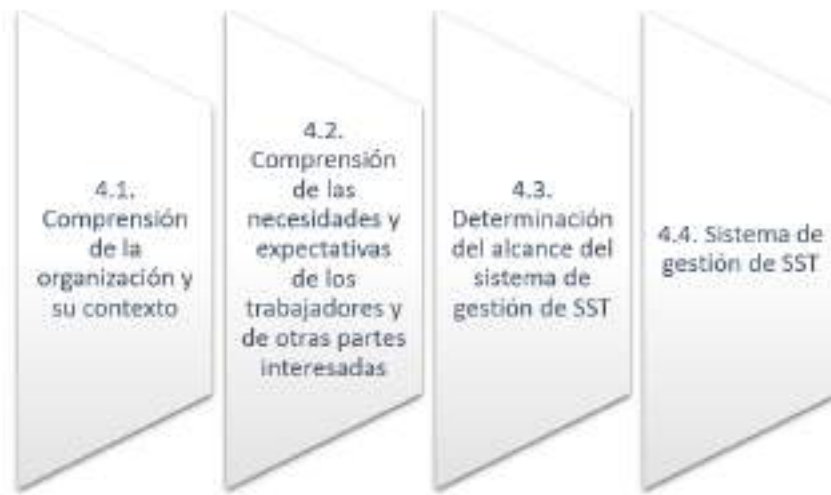 4.1.
Comprensión
de la
organización y
su contexto
4.2.
Comprensión
de las
necesidades y
expectativas
de los
trabajadores y
de otras partes
interesadas
4.3.
Determinación
del alcance del
sistema de
gestión de SST
4.4. Sistema de
gestión de SST